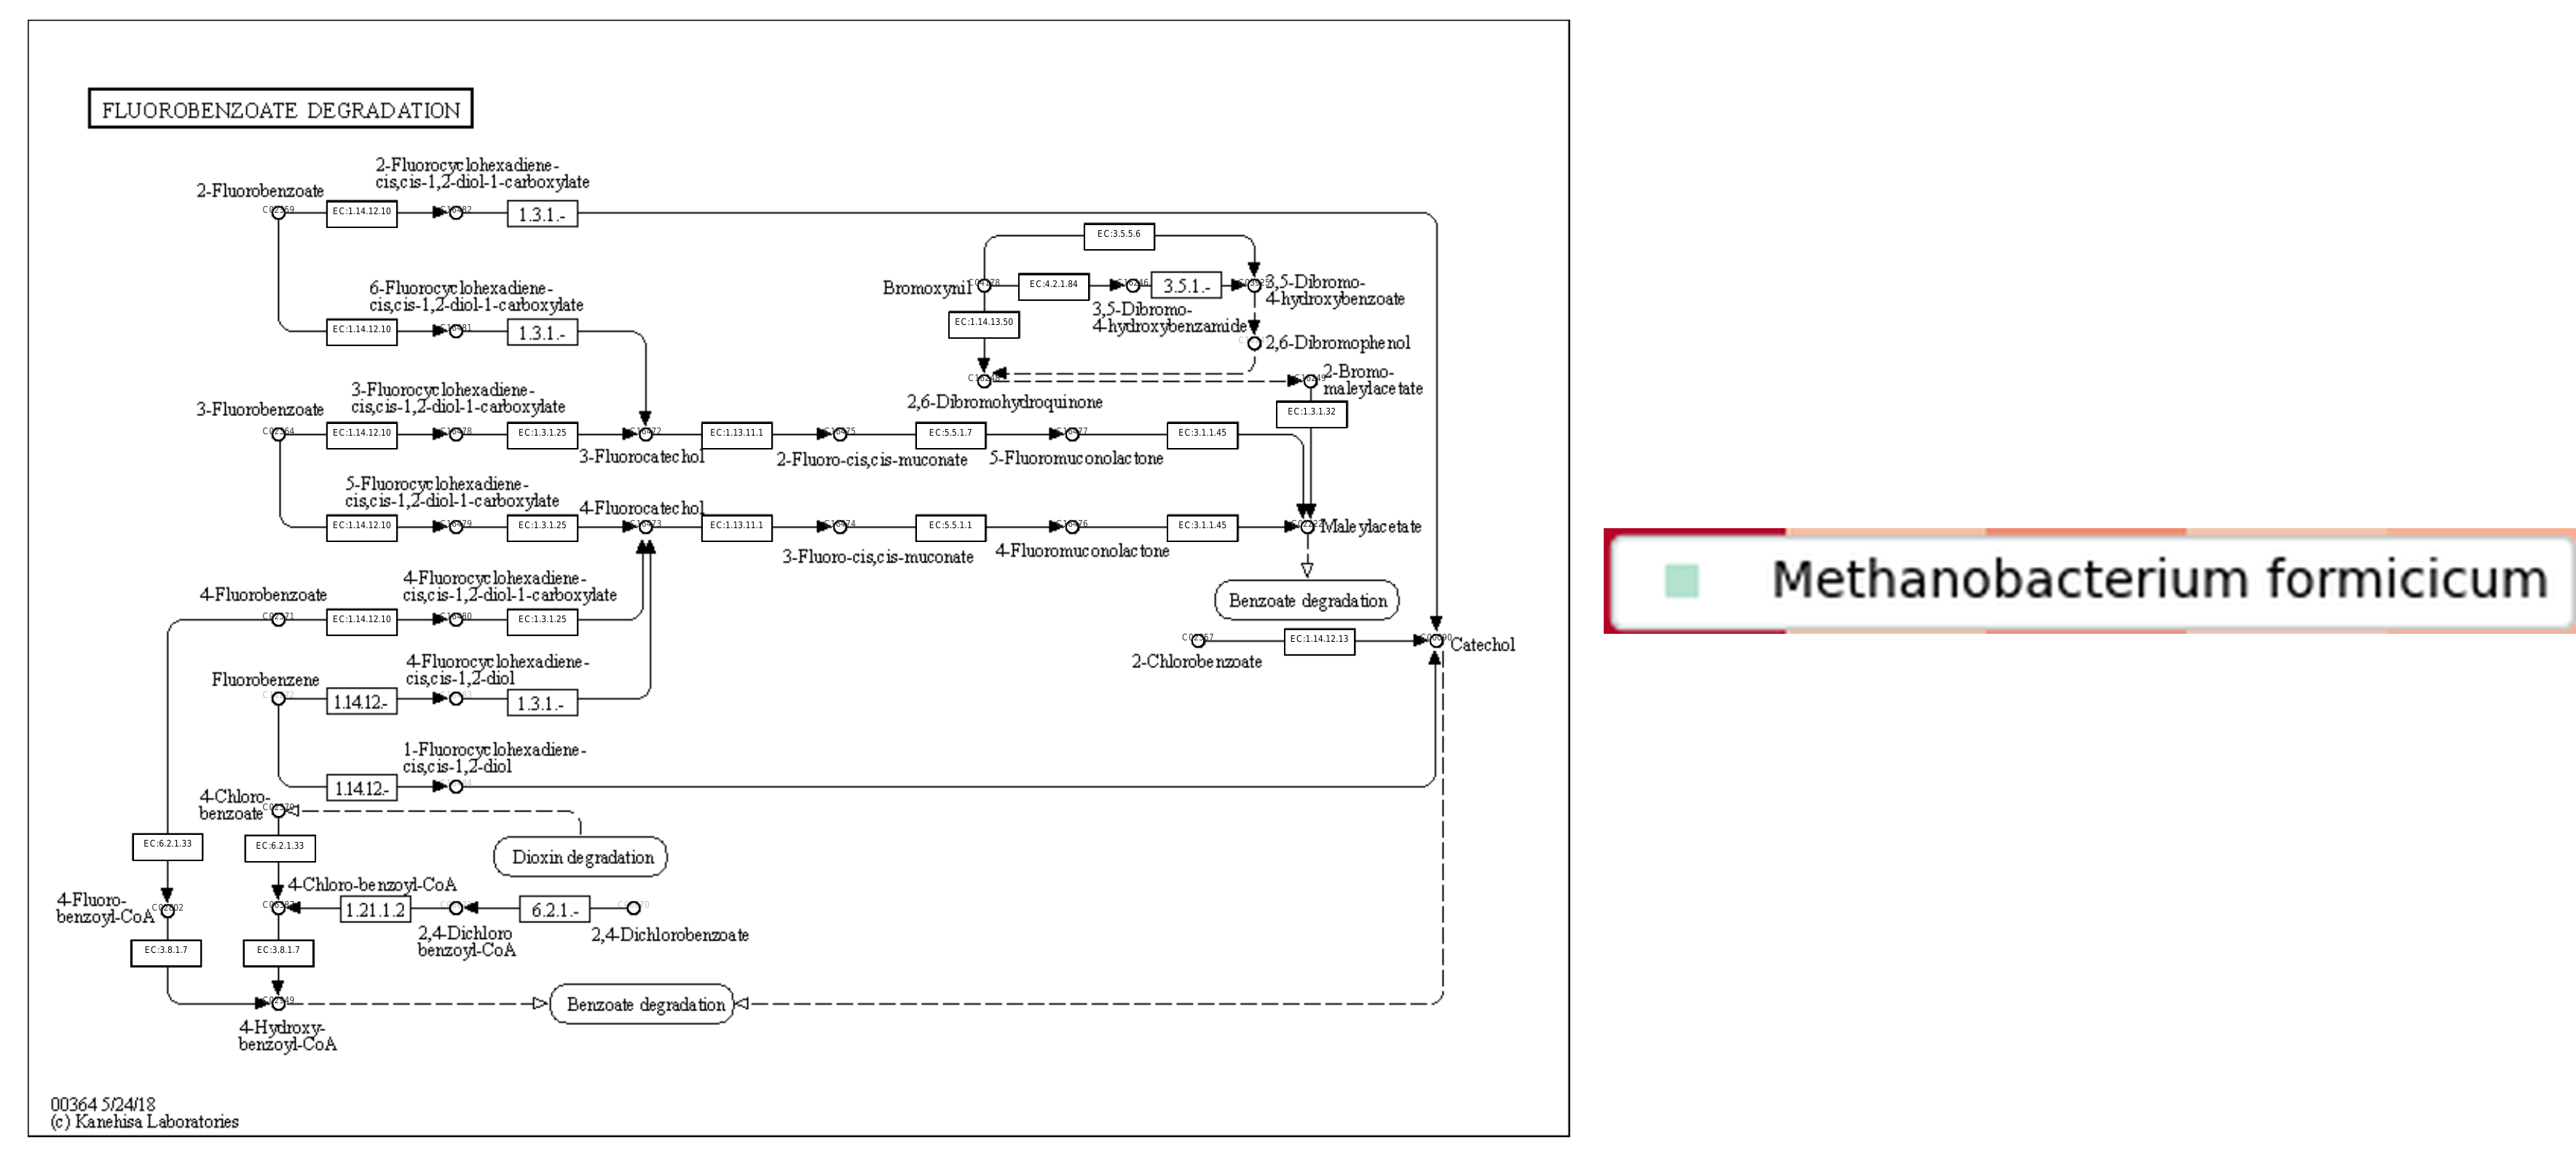 FLUOROBENZOATE DEGRADATION
2-Fluorocyclohexadiene-
cis,cis-1,2-diol-1-carboxylate
2-Fluorobenzoate
EC:1.14.12.10
1.3.1.-
EC:3.5.5.6
6-Fluorocyclohexadiene-
cis,cis-1,2-diol-1-carboxylate
Bromoxynil
EC:4.2.1.84
3.5.1.-
3,5-Dibromo-
4-hydroxybenzoate
3,5-Dibromo-
4-hydroxybenzamide
EC:1.14.13.50
EC:1.14.12.10
1.3.1.-
2,6-Dibromophenol
2-Bromo-
maleylacetate
3-Fluorocyclohexadiene-
cis,cis-1,2-diol-1-carboxylate
2,6-Dibromohydroquinone
EC:1.3.1.32
3-Fluorobenzoate
EC:1.14.12.10
EC:1.3.1.25
EC:1.13.11.1
EC:5.5.1.7
EC:3.1.1.45
3-Fluorocatechol
2-Fluoro-cis,cis-muconate
5-Fluoromuconolactone
5-Fluorocyclohexadiene-
cis,cis-1,2-diol-1-carboxylate
4-Fluorocatechol
EC:1.14.12.10
EC:1.3.1.25
EC:1.13.11.1
EC:5.5.1.1
EC:3.1.1.45
Maleylacetate
3-Fluoro-cis,cis-muconate
4-Fluoromuconolactone
4-Fluorocyclohexadiene-
cis,cis-1,2-diol-1-carboxylate
4-Fluorobenzoate
EC:1.14.12.10
EC:1.3.1.25
Benzoate degradation
EC:1.14.12.13
2-Chlorobenzoate
Catechol
4-Fluorocyclohexadiene-
cis,cis-1,2-diol
Fluorobenzene
1.14.12.-
1.3.1.-
1-Fluorocyclohexadiene-
cis,cis-1,2-diol
1.14.12.-
4-Chloro-
benzoate
EC:6.2.1.33
EC:6.2.1.33
Dioxin degradation
4-Chloro-benzoyl-CoA
4-Fluoro-
benzoyl-CoA
1.21.1.2
6.2.1.-
2,4-Dichloro
benzoyl-CoA
2,4-Dichlorobenzoate
EC:3.8.1.7
EC:3.8.1.7
Benzoate degradation
4-Hydroxy-
benzoyl-CoA
00364 5/24/18
(c) Kanehisa Laboratories
Methanobacterium formicicum